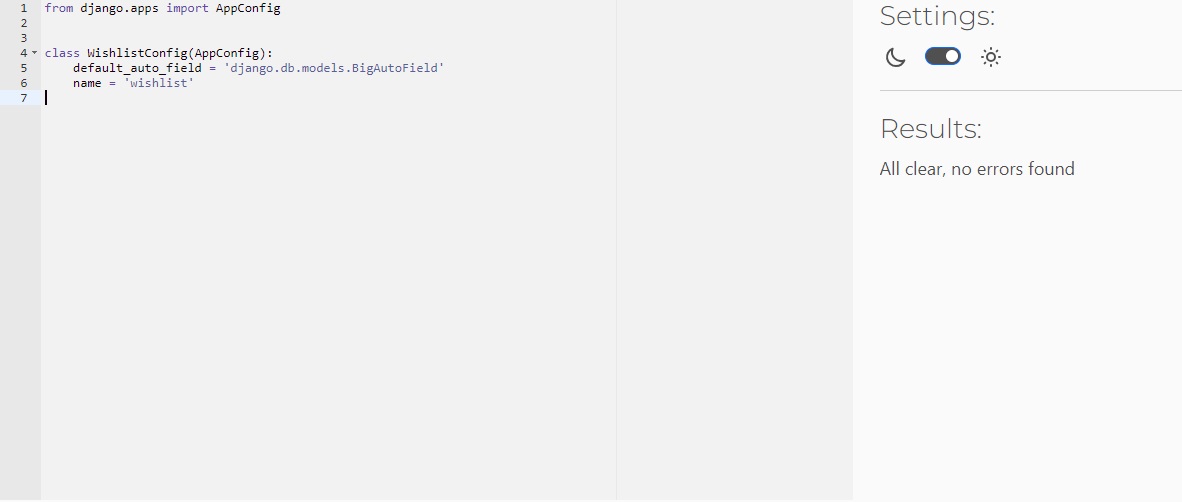 1 from django.apps import AppConfig
2
3
4 class WishlistConfig(AppConfig):
5     default_auto_field = 'django.db.models.BigAutoField'
6     name = 'wishlist'
7
Settings:
Results:
All clear, no errors found